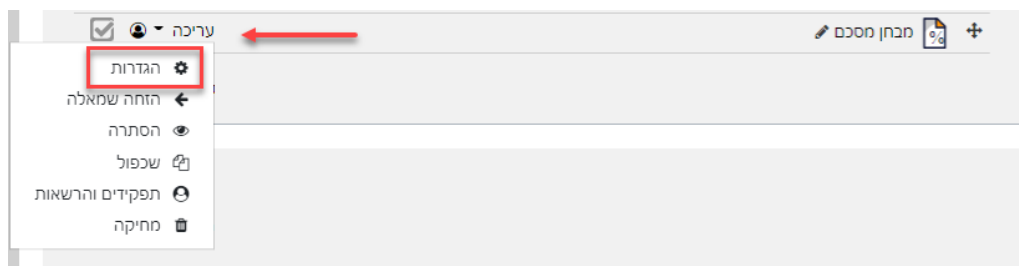 מבחן מסכם
עריכה
הגדרות
הזחה שמאלה
הסתרה
שכפול
תפקידים והרשאות
מחיקה